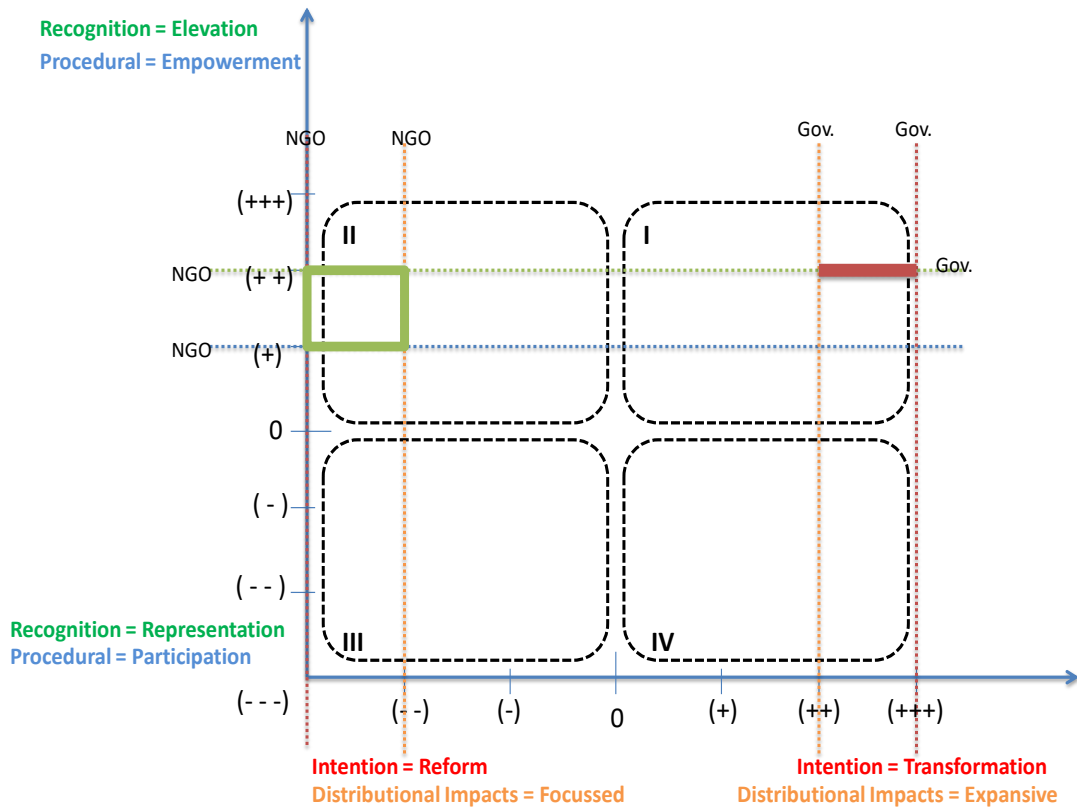 Recognition = Elevation
Procedural = Empowerment
NGO
NGO
Gov.
Gov.
(+++)
II
I
NGO
(+ +)
Gov.
NGO
(+)
0
( - )
( - - )
Recognition = Representation
Procedural = Participation
III
IV
(- - -)
(- -)
(-)
0
(+)
(++)
(+++)
Intention = Reform
Intention = Transformation
Distributional Impacts = Focussed
Distributional Impacts = Expansive